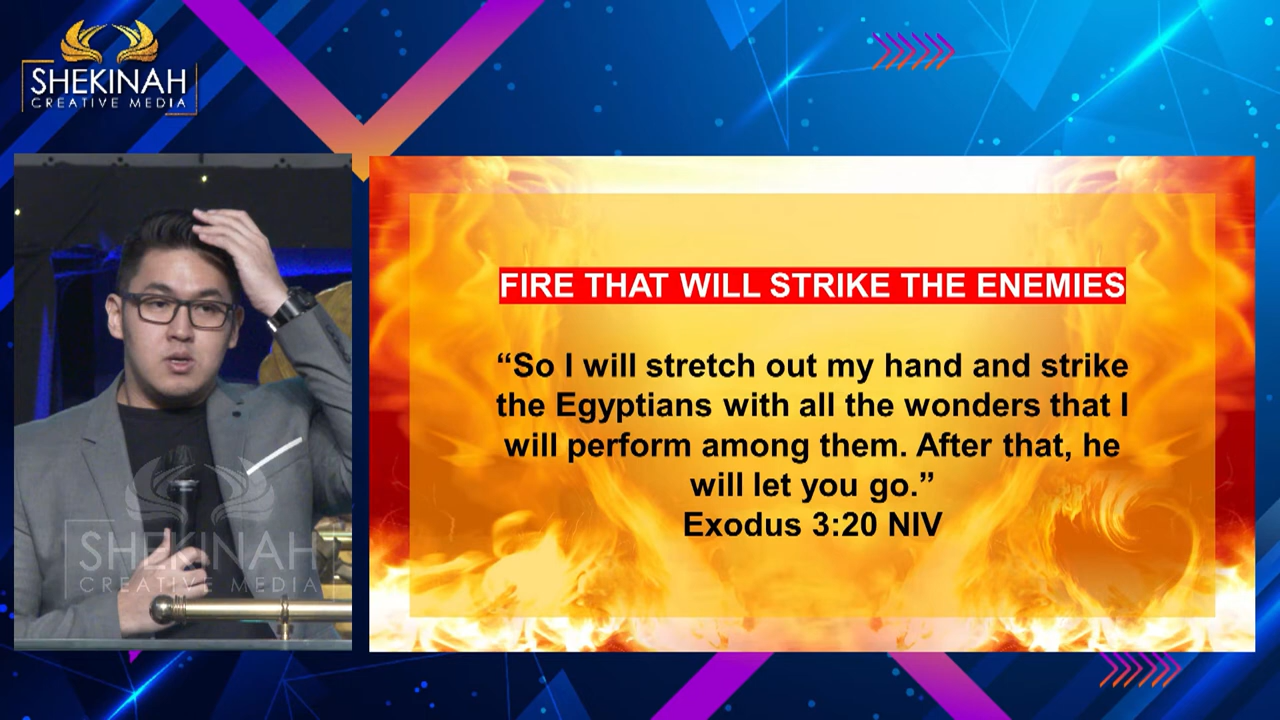 SHEKINAH
CREATIVE MEDIA
FIRE THAT WILL STRIKE THE ENEMIES
“So I will stretch out my hand and strike
the Egyptians with all the wonders that I
will perform among them. After that, he
will let you go.”
Exodus 3:20 NIV
SHEKINAH
CREATIVE MEDIA